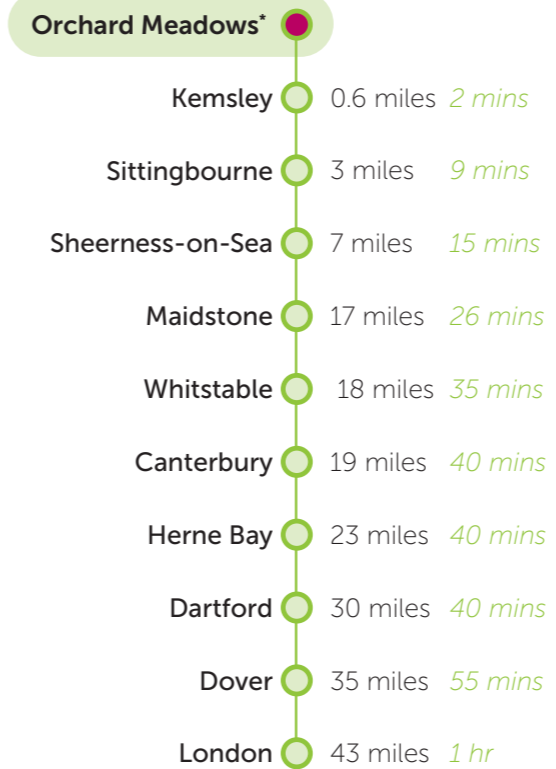 Orchard Meadows*
Kemsley 0.6 miles 2 mins
Sittingbourne 3 miles 9 mins
Sheerness-on-Sea 7 miles 15 mins
Maidstone 17 miles 26 mins
Whitstable 18 miles 35 mins
Canterbury 19 miles 40 mins
Herne Bay 23 miles 40 mins
Dartford 30 miles 40 mins
Dover 35 miles 55 mins
London 43 miles 1 hr